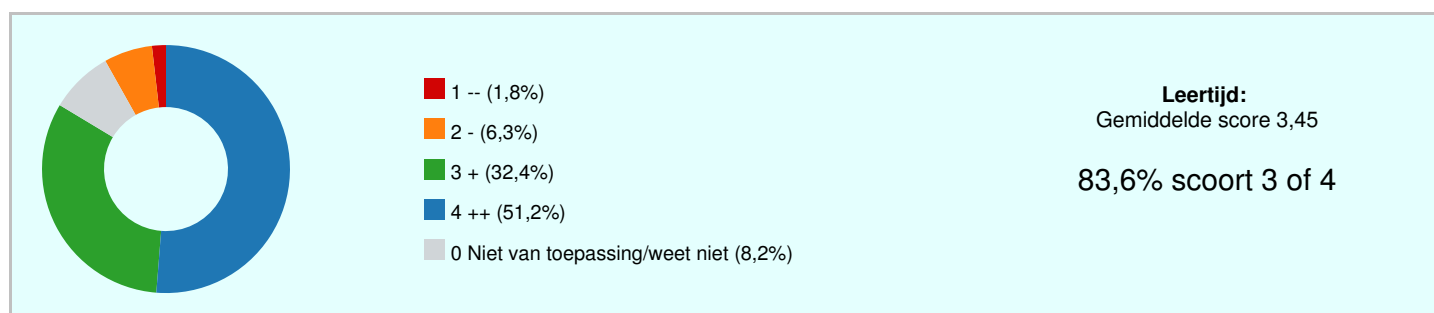 1 -- (1,8%)
2 - (6,3%)
3 + (32,4%)
4 ++ (51,2%)
0 Niet van toepassing/weet niet (8,2%)
Leertijd:
Gemiddelde score 3,45
83,6% scoort 3 of 4